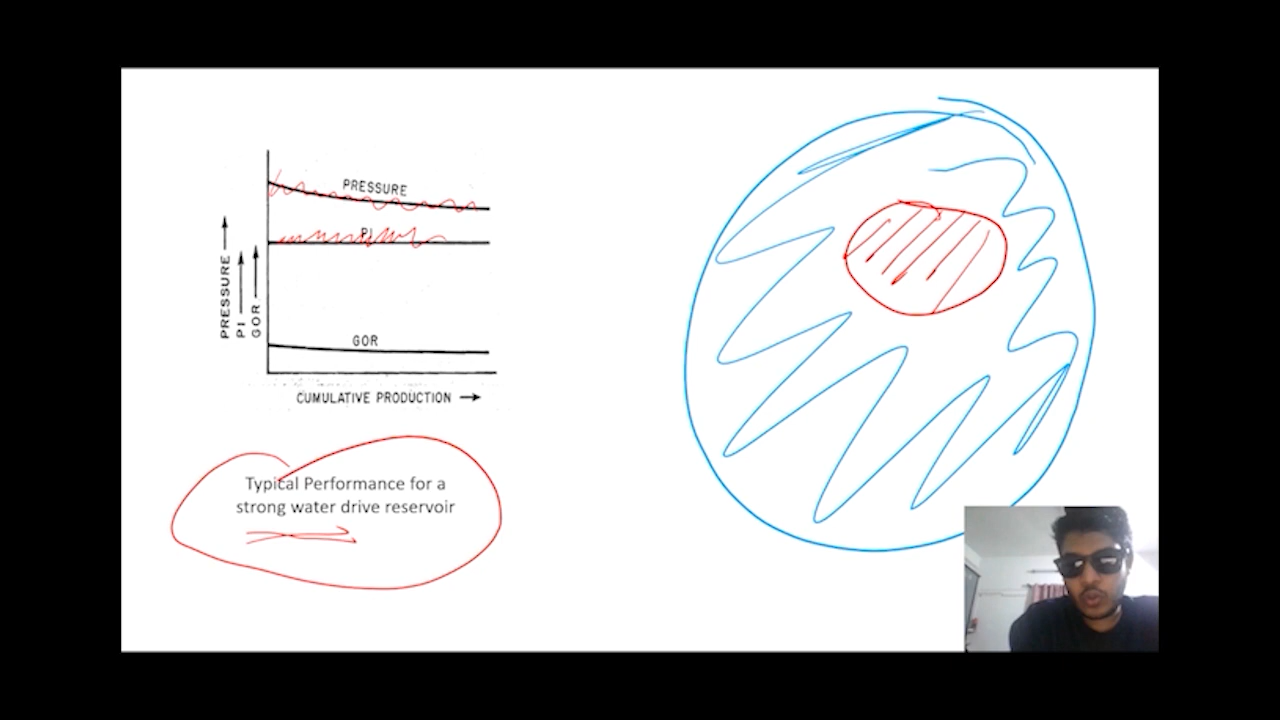 PRESSURE
PI
GOR
PRESSURE
PI
GOR
CUMULATIVE PRODUCTION
Typical Performance for a
strong water drive reservoir